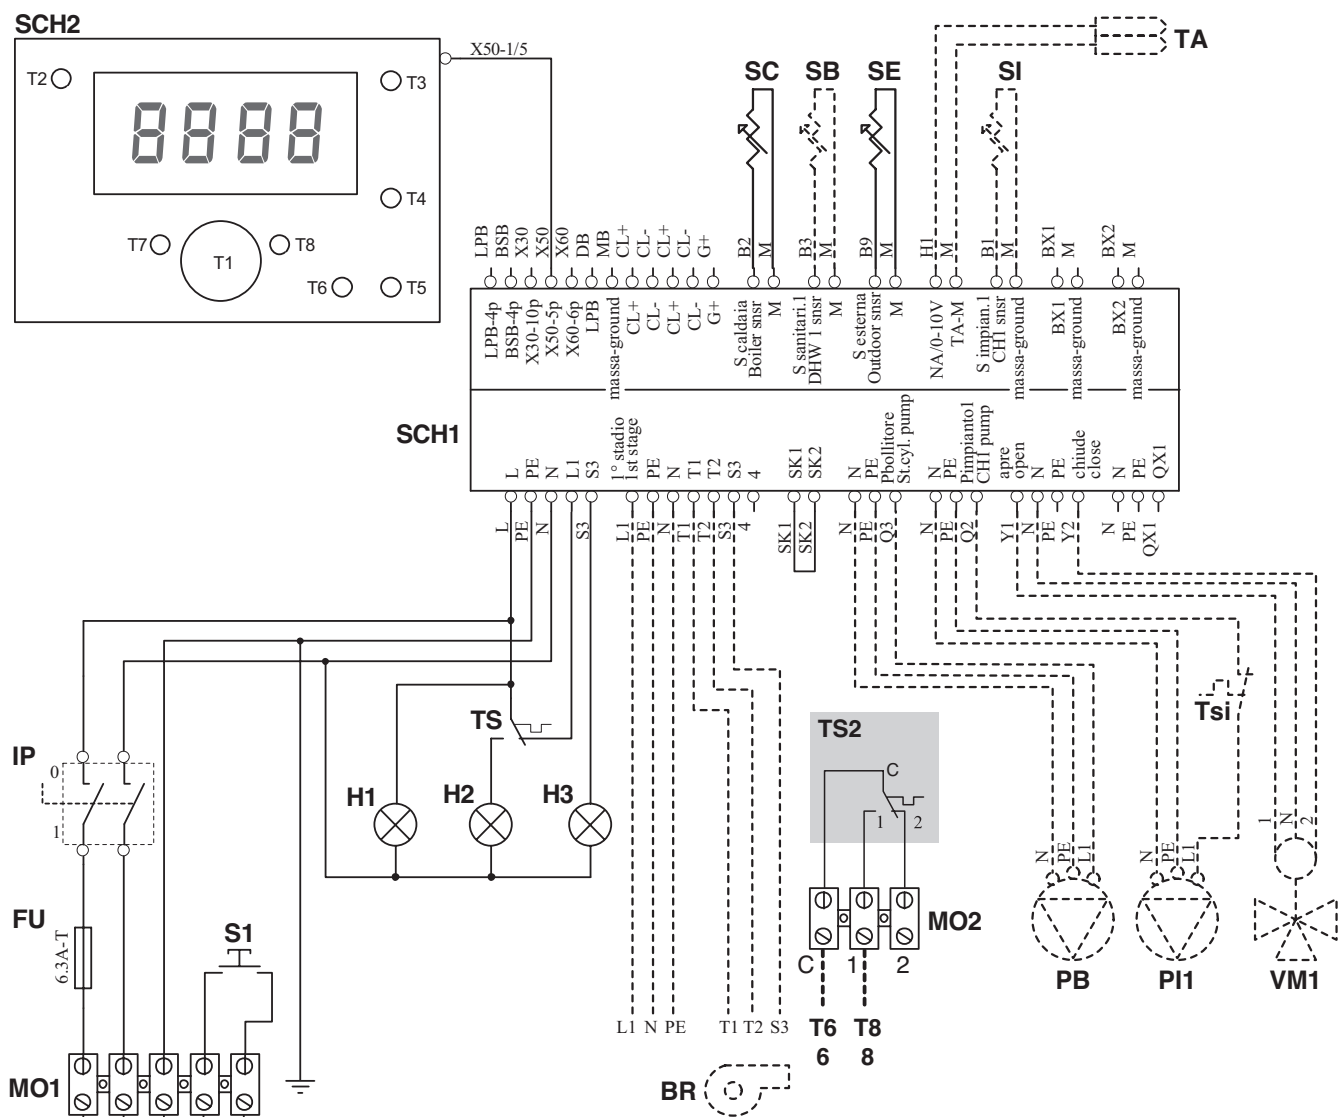 SCH2
X50-1/5
TA
T2
T3
SC
SB
SE
SI
T4
T7
T8
T1
T6
T5
LPB
BSB
X30
X50
X60
DB
MB
CL+
CL-
CL+
CL-
G+
B2
M
B3
M
B9
M
H1
M
B1
M
BX1
M
BX2
M
LPB-4p
BSB-4p
X30-10p
X50-5p
X60-6p
LPB
massa-ground
CL+
CL-
CL+
CL-
G+
S caldaia
Boiler snsr
M
S sanitari.1
DHW 1 snsr
M
S esterna
Outdoor snsr
M
NA/0-10V
TA-M
S impian.1
CH1 snsr
massa-ground
BX1
massa-ground
BX2
massa-ground
SCH1
L
PE
N
L1
S3
1° stadio
1st stage
PE
N
T1
T2
S3
4
SK1
SK2
N
PE
Pbollitore
St.cyl. pump
N
PE
Pimpianto1
CH1 pump
apre
open
N
PE
chiude
close
N
PE
QX1
L
PE
N
S3
L1
PE
N
T1
T2
S3
4
SK1
SK2
N
PE
Q3
N
PE
Q2
Y1
N
PE
Y2
N
PE
QX1
TS
Tsi
TS2
C
1
2
IP
0
1
H1
H2
H3
1
N
2
N
PE
L1
N
PE
L1
FU
6.3A-T
S1
MO2
C
1
2
PB
PI1
VM1
L1 N PE
T1 T2 S3
T6
6
T8
8
MO1
BR